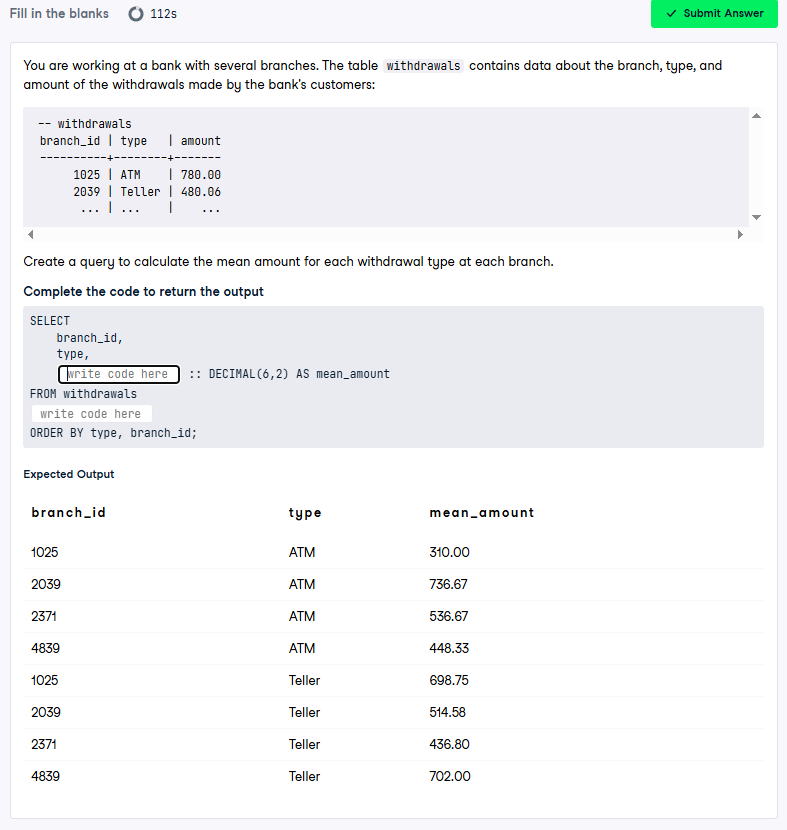 Fill in the blanks 112s Submit Answer
You are working at a bank with several branches. The table withdrawals contains data about the branch, type, and
amount of the withdrawals made by the bank's customers:
-- withdrawals
branch_id | type   | amount
----------+--------+-------
     1025 | ATM    | 780.00
     2039 | Teller | 480.06
      ... | ...    |    ...
Create a query to calculate the mean amount for each withdrawal type at each branch.
Complete the code to return the output
SELECT
    branch_id,
    type,
    write code here :: DECIMAL(6,2) AS mean_amount
FROM withdrawals
write code here
ORDER BY type, branch_id;
Expected Output
branch_id type mean_amount
1025 ATM 310.00
2039 ATM 736.67
2371 ATM 536.67
4839 ATM 448.33
1025 Teller 698.75
2039 Teller 514.58
2371 Teller 436.80
4839 Teller 702.00